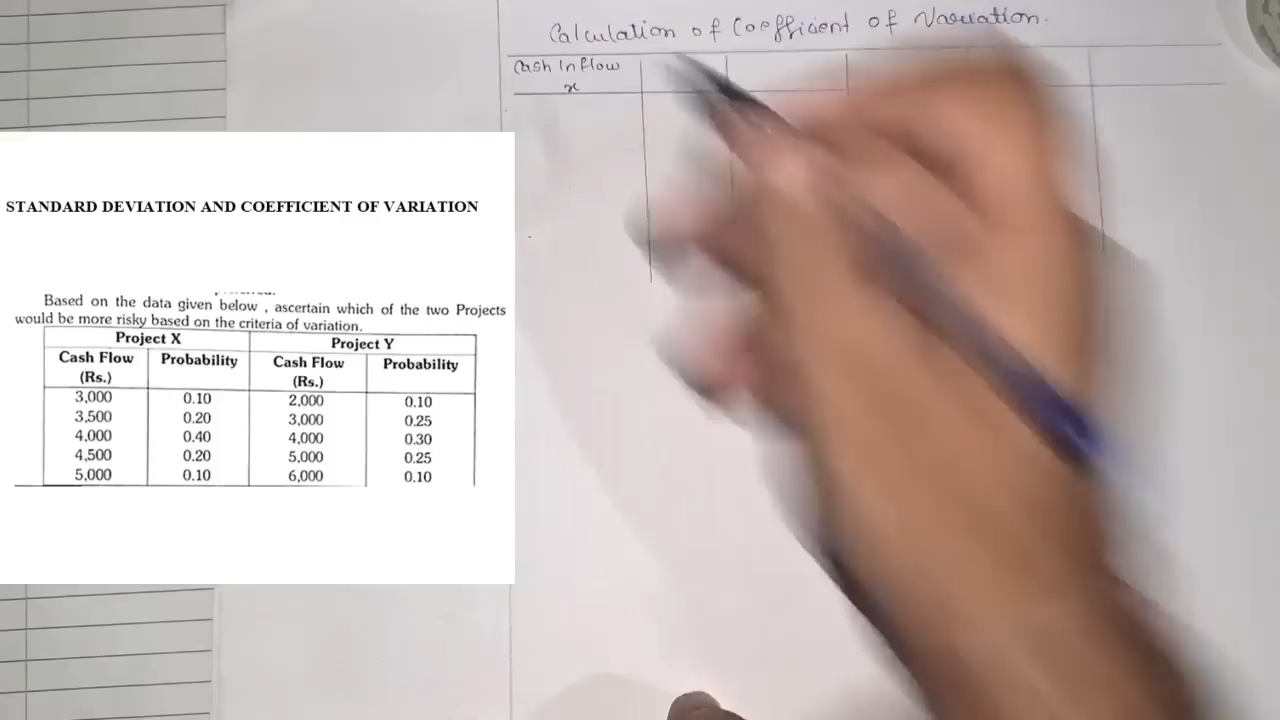 Calculation of Coefficient of Variation.
Cash Inflow
x
STANDARD DEVIATION AND COEFFICIENT OF VARIATION
Based on the data given below , ascertain which of the two Projects
would be more risky based on the criteria of variation.
Project X Project Y
Cash Flow Probability Cash Flow Probability
(Rs.) (Rs.)
3,000 0.10 2,000 0.10
3,500 0.20 3,000 0.25
4,000 0.40 4,000 0.30
4,500 0.20 5,000 0.25
5,000 0.10 6,000 0.10